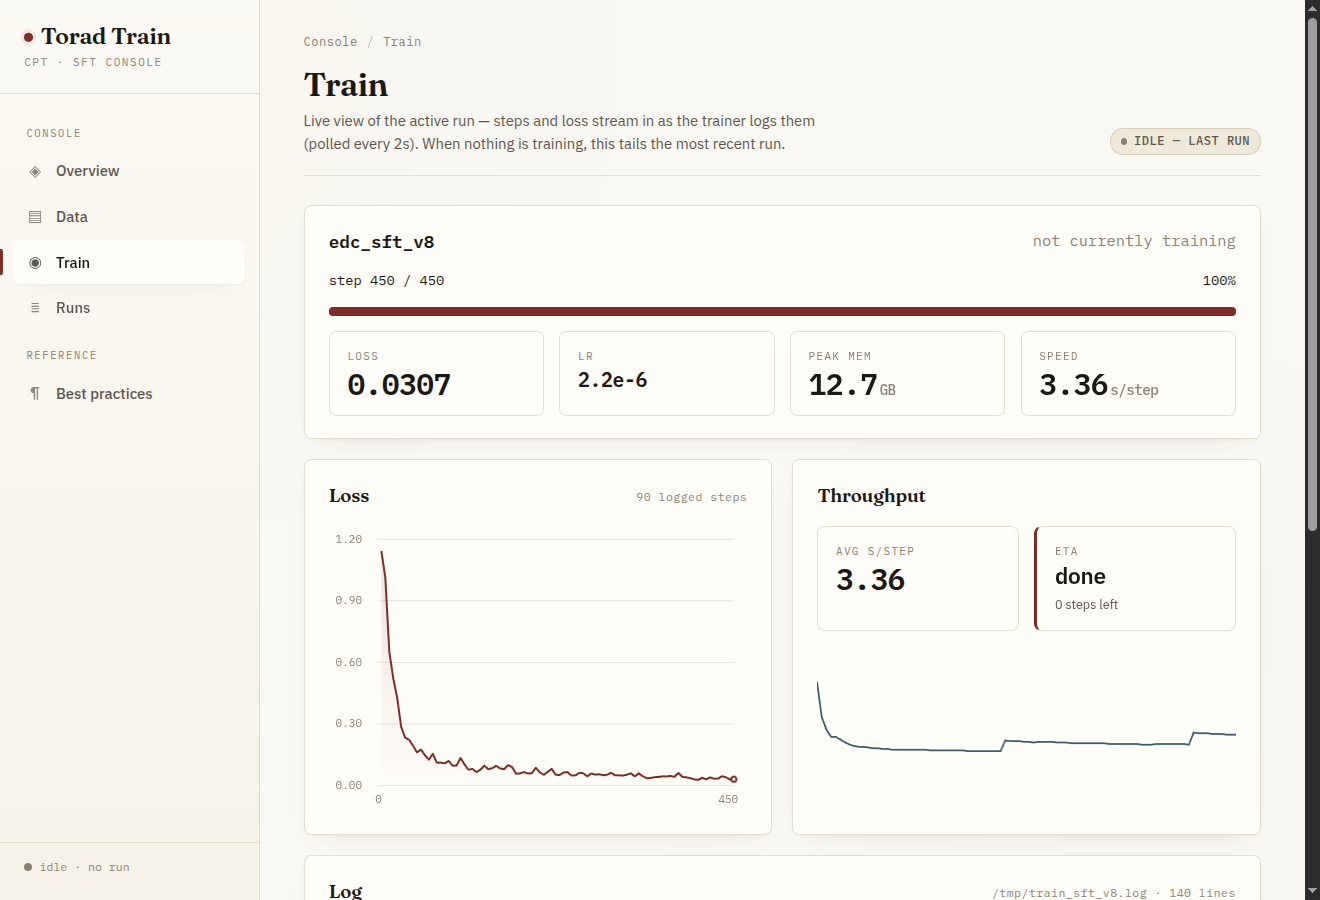 Torad Train
CPT · SFT CONSOLE
CONSOLE
Overview
Data
Train
Runs
REFERENCE
Best practices
idle · no run
Console / Train
Train
Live view of the active run — steps and loss stream in as the trainer logs them
(polled every 2s). When nothing is training, this tails the most recent run.
IDLE — LAST RUN
edc_sft_v8
not currently training
step 450 / 450
100%
LOSS
0.0307
LR
2.2e-6
PEAK MEM
12.7GB
SPEED
3.36s/step
Loss
90 logged steps
1.20
0.90
0.60
0.30
0.00
0
450
Throughput
AVG S/STEP
3.36
ETA
done
0 steps left
Log
/tmp/train_sft_v8.log · 140 lines